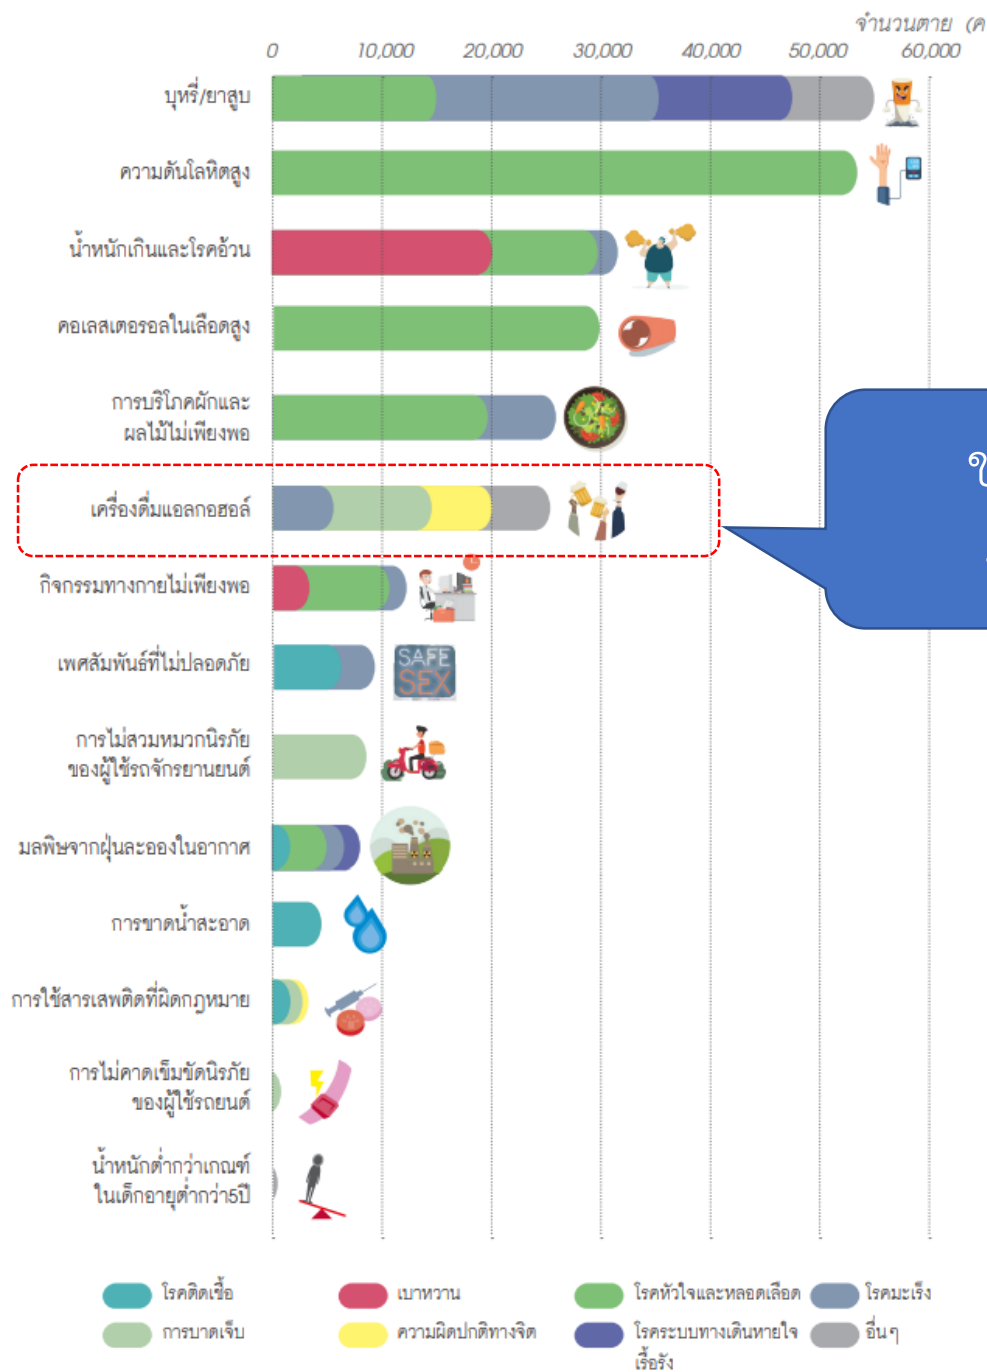 จำนวนตาย (ค
0 10,000 20,000 30,000 40,000 50,000 60,000
บุหรี่/ยาสูบ
ความดันโลหิตสูง
น้ำหนักเกินและโรคอ้วน
คอเลสเตอรอลในเลือดสูง
การบริโภคผักและ
ผลไม้ไม่เพียงพอ
เครื่องดื่มแอลกอฮอล์
กิจกรรมทางกายไม่เพียงพอ
เพศสัมพันธ์ที่ไม่ปลอดภัย
SAFE
SEX
การไม่สวมหมวกนิรภัย
ของผู้ใช้รถจักรยานยนต์
มลพิษจากฝุ่นละอองในอากาศ
การขาดน้ำสะอาด
การใช้สารเสพติดที่ผิดกฎหมาย
การไม่คาดเข็มขัดนิรภัย
ของผู้ใช้รถยนต์
น้ำหนักต่ำกว่าเกณฑ์
ในเด็กอายุต่ำกว่า5ปี
โรคติดเชื้อ เบาหวาน โรคหัวใจและหลอดเลือด โรคมะเร็ง
การบาดเจ็บ ความผิดปกติทางจิต โรคระบบทางเดินหายใจ อื่นๆ
เรื้อรัง